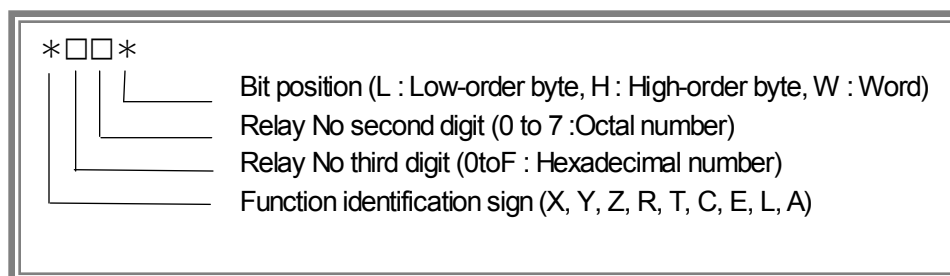 *□□*
Bit position (L : Low-order byte, H : High-order byte, W : Word)
Relay No second digit (0 to 7 :Octal number)
Relay No third digit (0toF : Hexadecimal number)
Function identification sign (X, Y, Z, R, T, C, E, L, A)